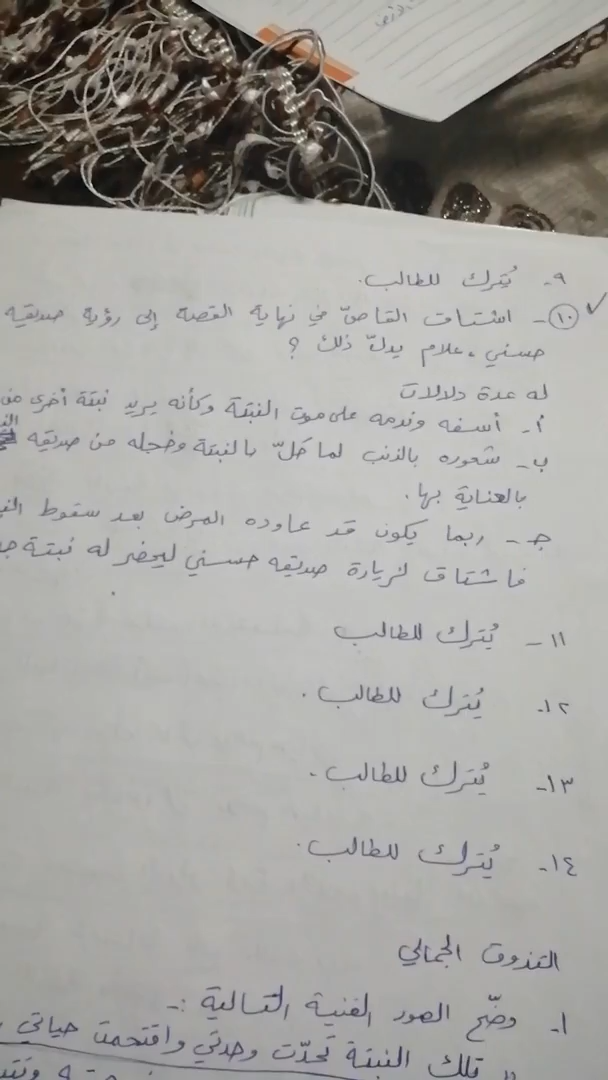 ٩- يُترك للطالب.
١٠- اشتاق القاصّ في نهاية القصة إلى رؤية صديقه
حسني، علام يدلّ ذلك؟
له عدة دلالات
أ- أسفه وندمه على موت النبتة وكأنه يريد نبتة أخرى
ب- شعوره بالذنب لما حَلّ بالنبتة وخجله من صديقه
بالعناية بها.
ج- ربما يكون قد عاوده المرض بعد سقوط
فاشتاق لزيارة صديقه حسني ليحضر له نبتة
١١- يُترك للطالب
١٢- يُترك للطالب.
١٣- يُترك للطالب.
١٤- يُترك للطالب.
التذوق الجمالي
١- وضّح الصور الفنية التالية :-
" تلك النبتة تحدّت وحدتي واقتحمت حياتي